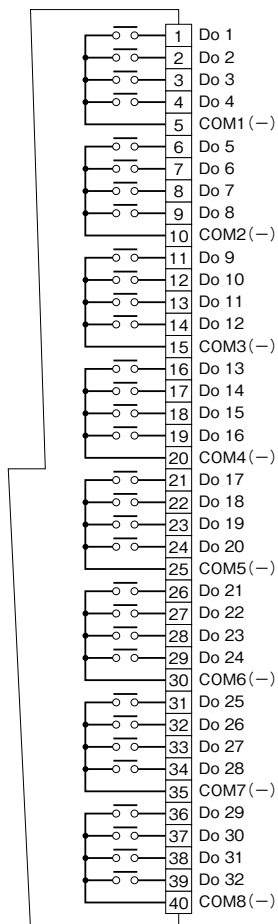 1 Do 1
2 Do 2
3 Do 3
4 Do 4
5 COM1(−)
6 Do 5
7 Do 6
8 Do 7
9 Do 8
10 COM2(−)
11 Do 9
12 Do 10
13 Do 11
14 Do 12
15 COM3(−)
16 Do 13
17 Do 14
18 Do 15
19 Do 16
20 COM4(−)
21 Do 17
22 Do 18
23 Do 19
24 Do 20
25 COM5(−)
26 Do 21
27 Do 22
28 Do 23
29 Do 24
30 COM6(−)
31 Do 25
32 Do 26
33 Do 27
34 Do 28
35 COM7(−)
36 Do 29
37 Do 30
38 Do 31
39 Do 32
40 COM8(−)